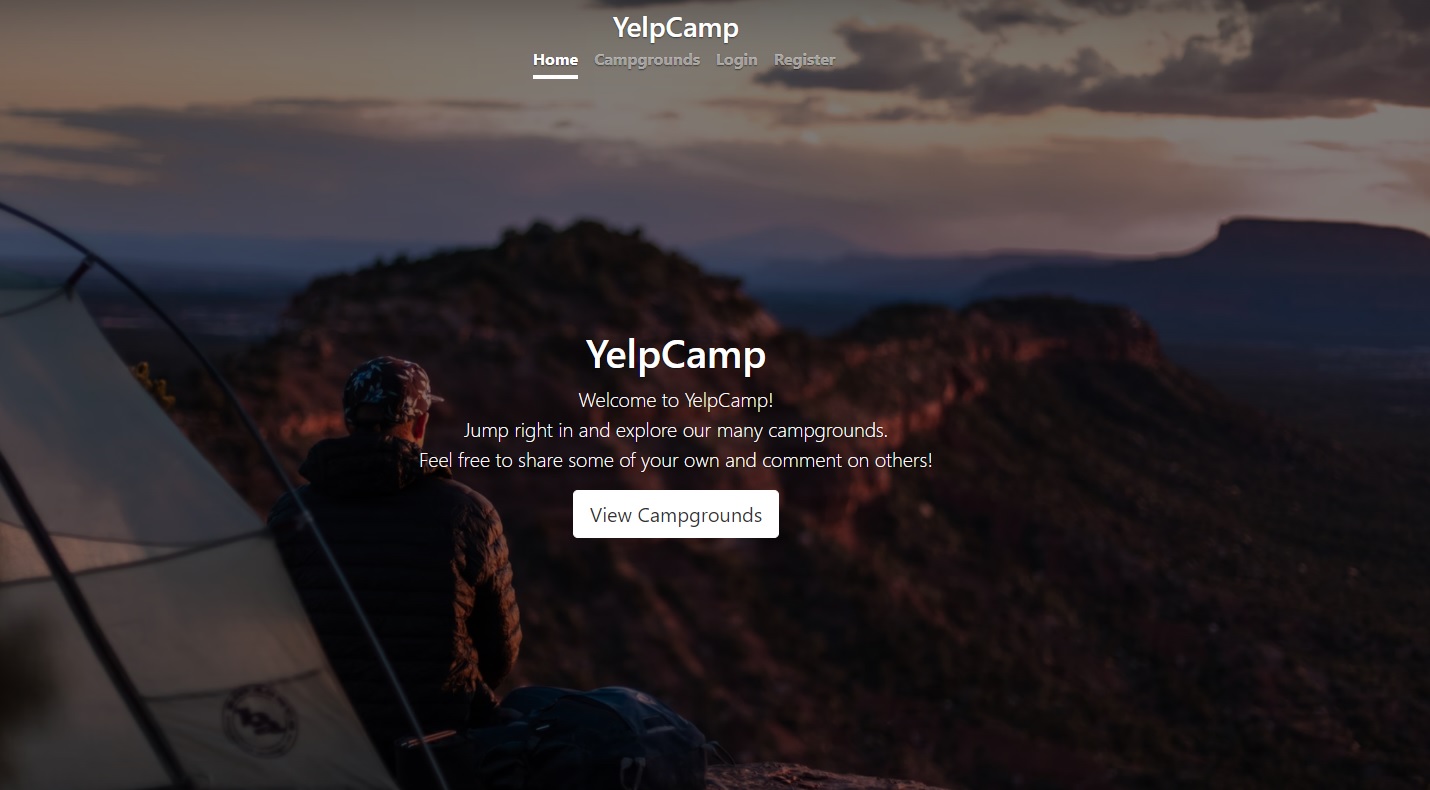 YelpCamp
Home Campgrounds Login Register
YelpCamp
Welcome to YelpCamp!
Jump right in and explore our many campgrounds.
Feel free to share some of your own and comment on others!
View Campgrounds